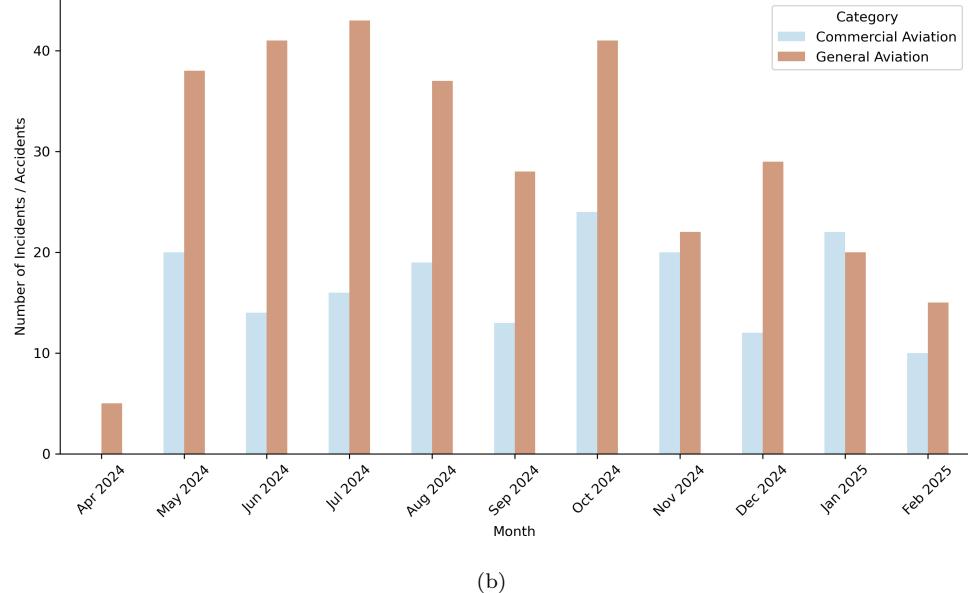 Category
Commercial Aviation
General Aviation
Number of Incidents / Accidents
40
30
20
10
0
Apr 2024
May 2024
Jun 2024
Jul 2024
Aug 2024
Sep 2024
Oct 2024
Nov 2024
Dec 2024
Jan 2025
Feb 2025
Month
(b)